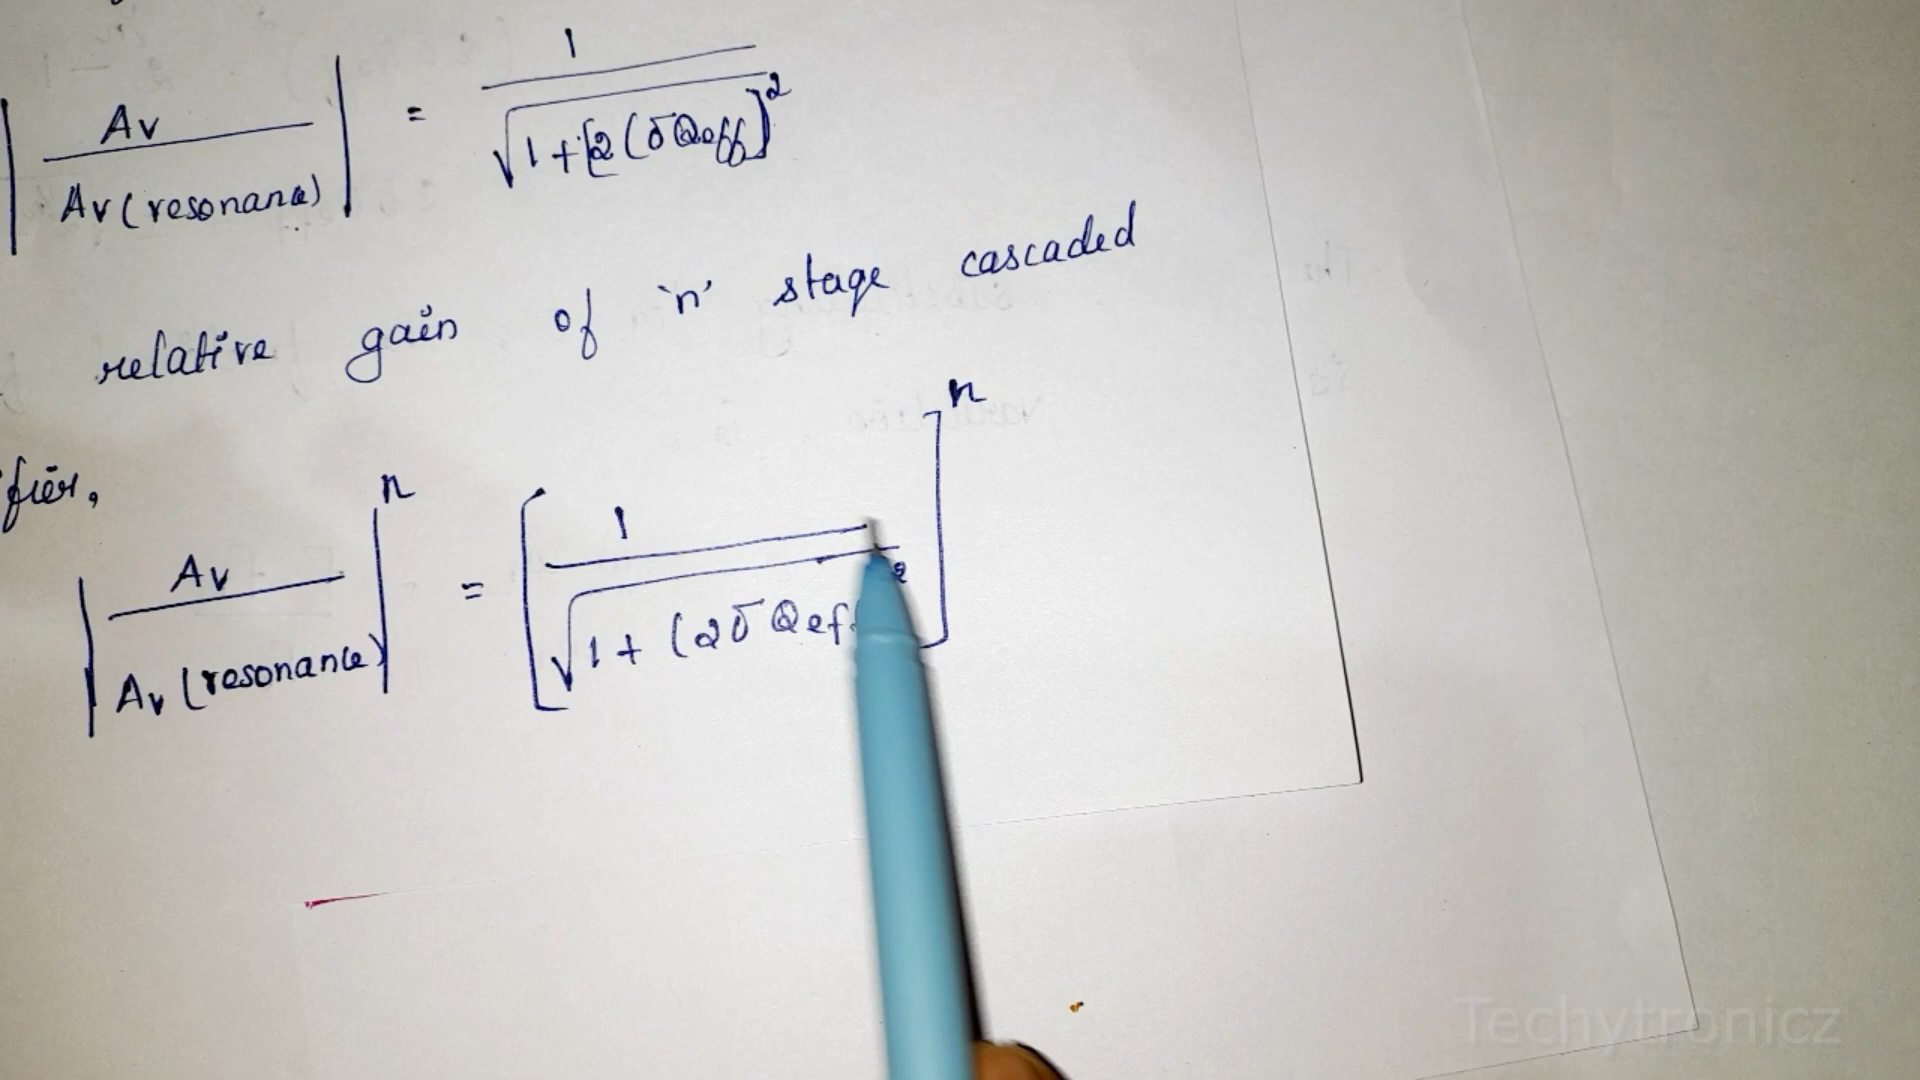 | Av / Av (resonance) | = 1 / √1 + [2 (δ Qeff]²
relative gain of 'n' stage cascaded
fier,
| Av / Av (resonance) |ⁿ = [ 1 / √1 + (2δ Qef ² ]ⁿ
Techytronicz